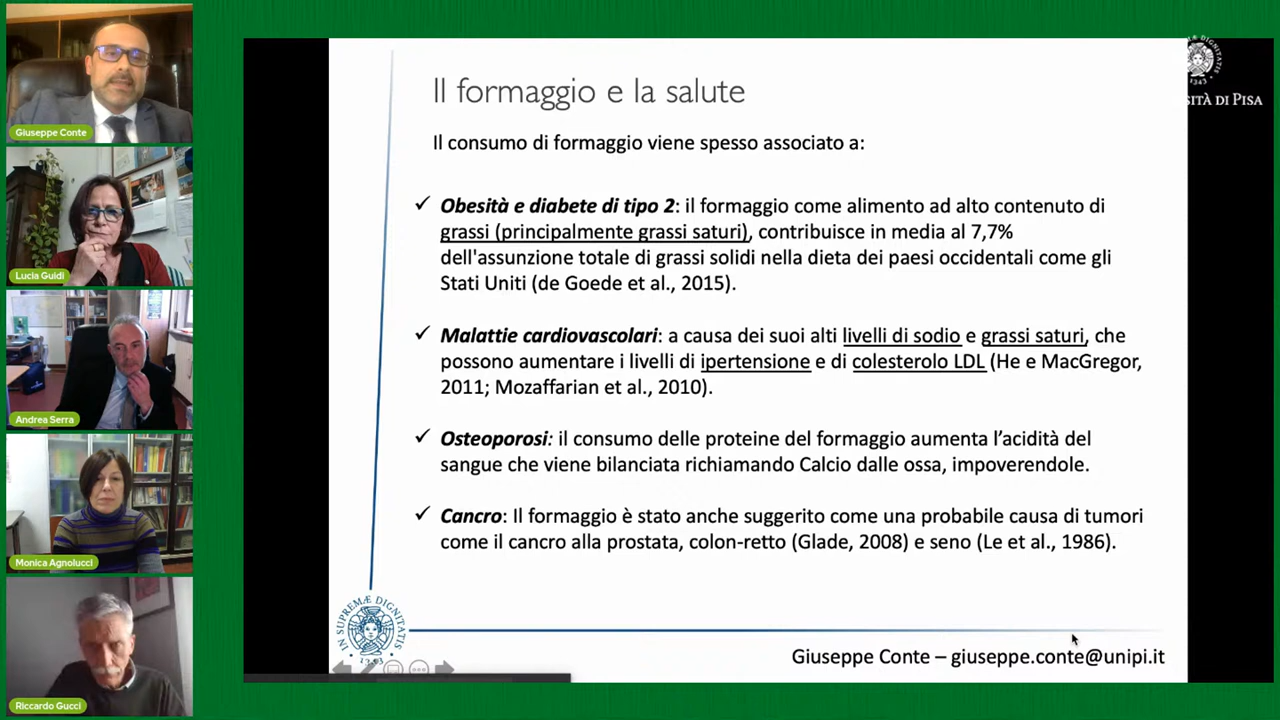 Giuseppe Conte
Lucia Guidi
Andrea Serra
Monica Agnolucci
Riccardo Gucci
Il formaggio e la salute
SITÀ DI PISA
1343
Il consumo di formaggio viene spesso associato a:
✓ Obesità e diabete di tipo 2: il formaggio come alimento ad alto contenuto di
grassi (principalmente grassi saturi), contribuisce in media al 7,7%
dell'assunzione totale di grassi solidi nella dieta dei paesi occidentali come gli
Stati Uniti (de Goede et al., 2015).
✓ Malattie cardiovascolari: a causa dei suoi alti livelli di sodio e grassi saturi, che
possono aumentare i livelli di ipertensione e di colesterolo LDL (He e MacGregor,
2011; Mozaffarian et al., 2010).
✓ Osteoporosi: il consumo delle proteine del formaggio aumenta l’acidità del
sangue che viene bilanciata richiamando Calcio dalle ossa, impoverendole.
✓ Cancro: Il formaggio è stato anche suggerito come una probabile causa di tumori
come il cancro alla prostata, colon-retto (Glade, 2008) e seno (Le et al., 1986).
IN SUPREMÆ DIGNITATIS
Giuseppe Conte – giuseppe.conte@unipi.it